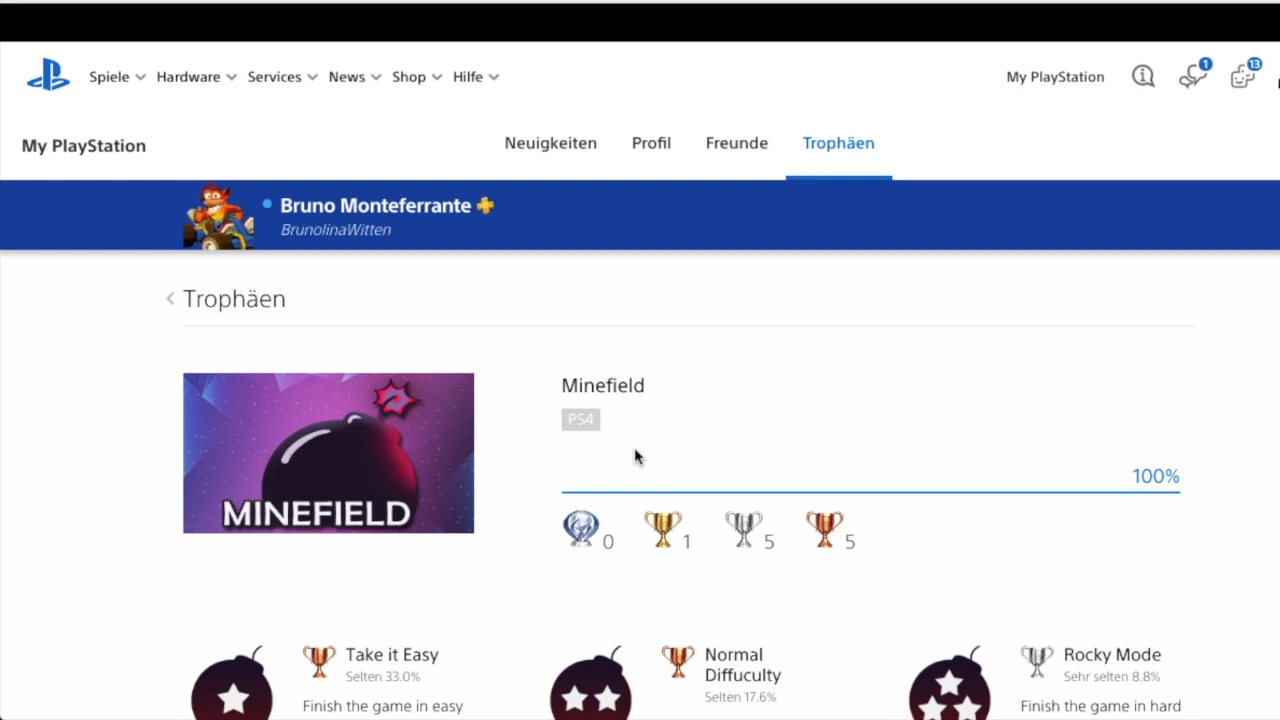 Spiele Hardware Services News Shop Hilfe My PlayStation 1 13
My PlayStation Neuigkeiten Profil Freunde Trophäen
Bruno Monteferrante
BrunolinaWitten
Trophäen
Minefield
PS4
100%
MINEFIELD
0 1 5 5
Take it Easy
Selten 33.0%
Finish the game in easy
Normal
Diffuculty
Selten 17.6%
Rocky Mode
Sehr selten 8.8%
Finish the game in hard